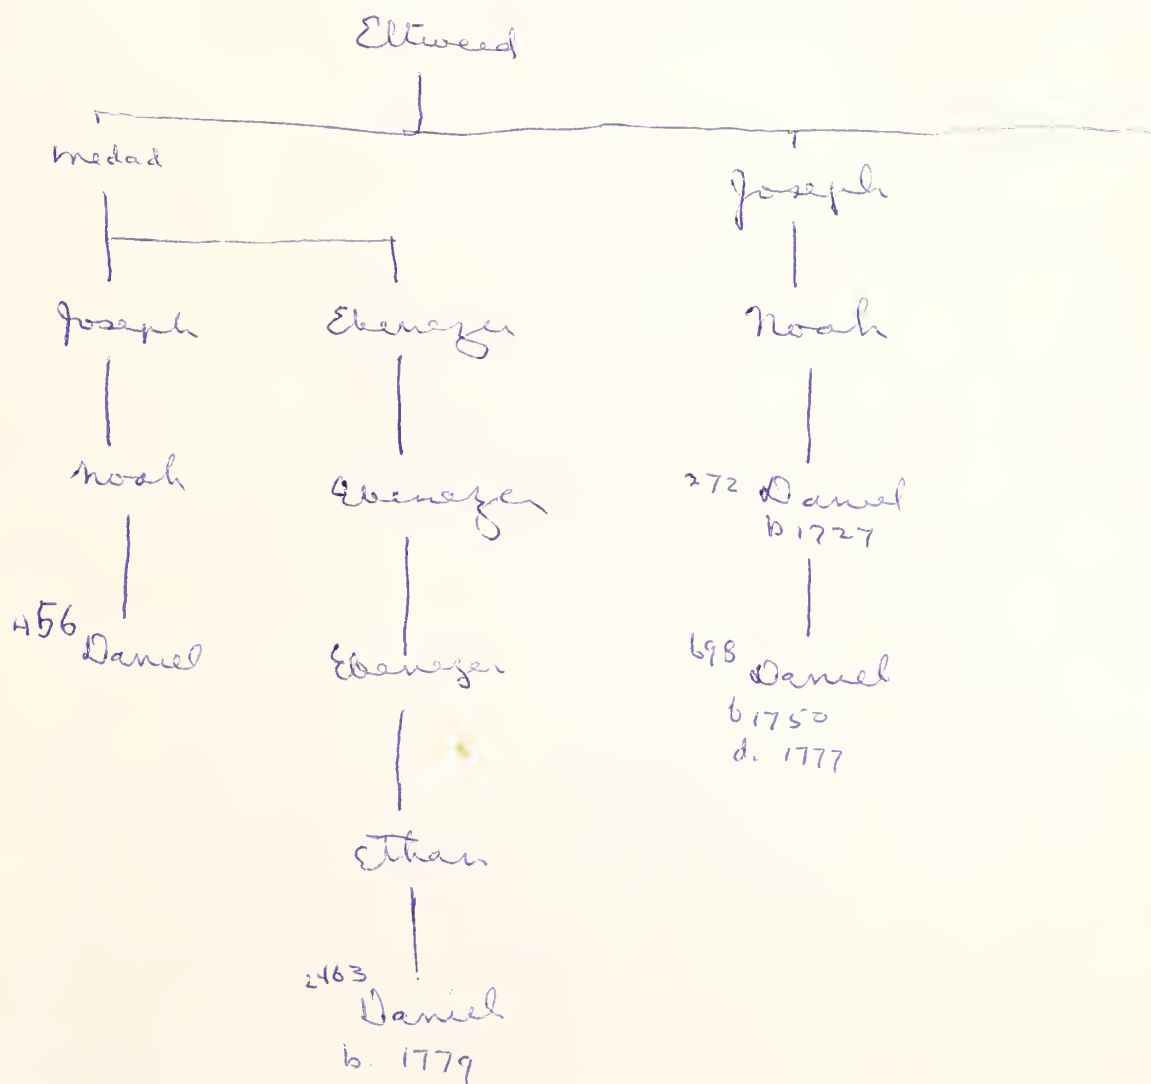 Eltweed
Medad
Joseph
Joseph Ebenezer Noah
Noah Ebenezer 272 Daniel
b 1727
456 Daniel Ebenezer 698 Daniel
b 1750
d. 1777
Ethan
2463
Daniel
b. 1779